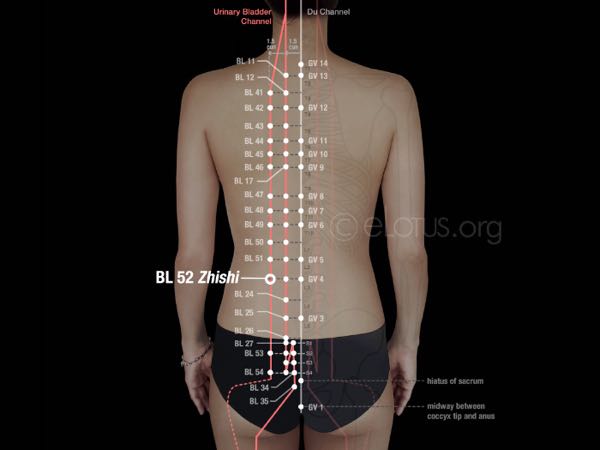 Urinary Bladder
Channel
Du Channel
1.5
cun
1.5
cun
BL 11
GV 14
GV 13
BL 12
BL 41
BL 42
GV 12
BL 43
BL 44
GV 11
BL 45
GV 10
BL 46
GV 9
BL 17
BL 47
GV 8
BL 48
GV 7
BL 49
GV 6
©eLotus.org
BL 50
BL 51
GV 5
BL 52 Zhishi
GV 4
BL 24
BL 25
GV 3
BL 26
BL 27
S1
BL 53
S2
S3
BL 54
S4
hiatus of sacrum
BL 34
BL 35
GV 1
midway between
coccyx tip and anus